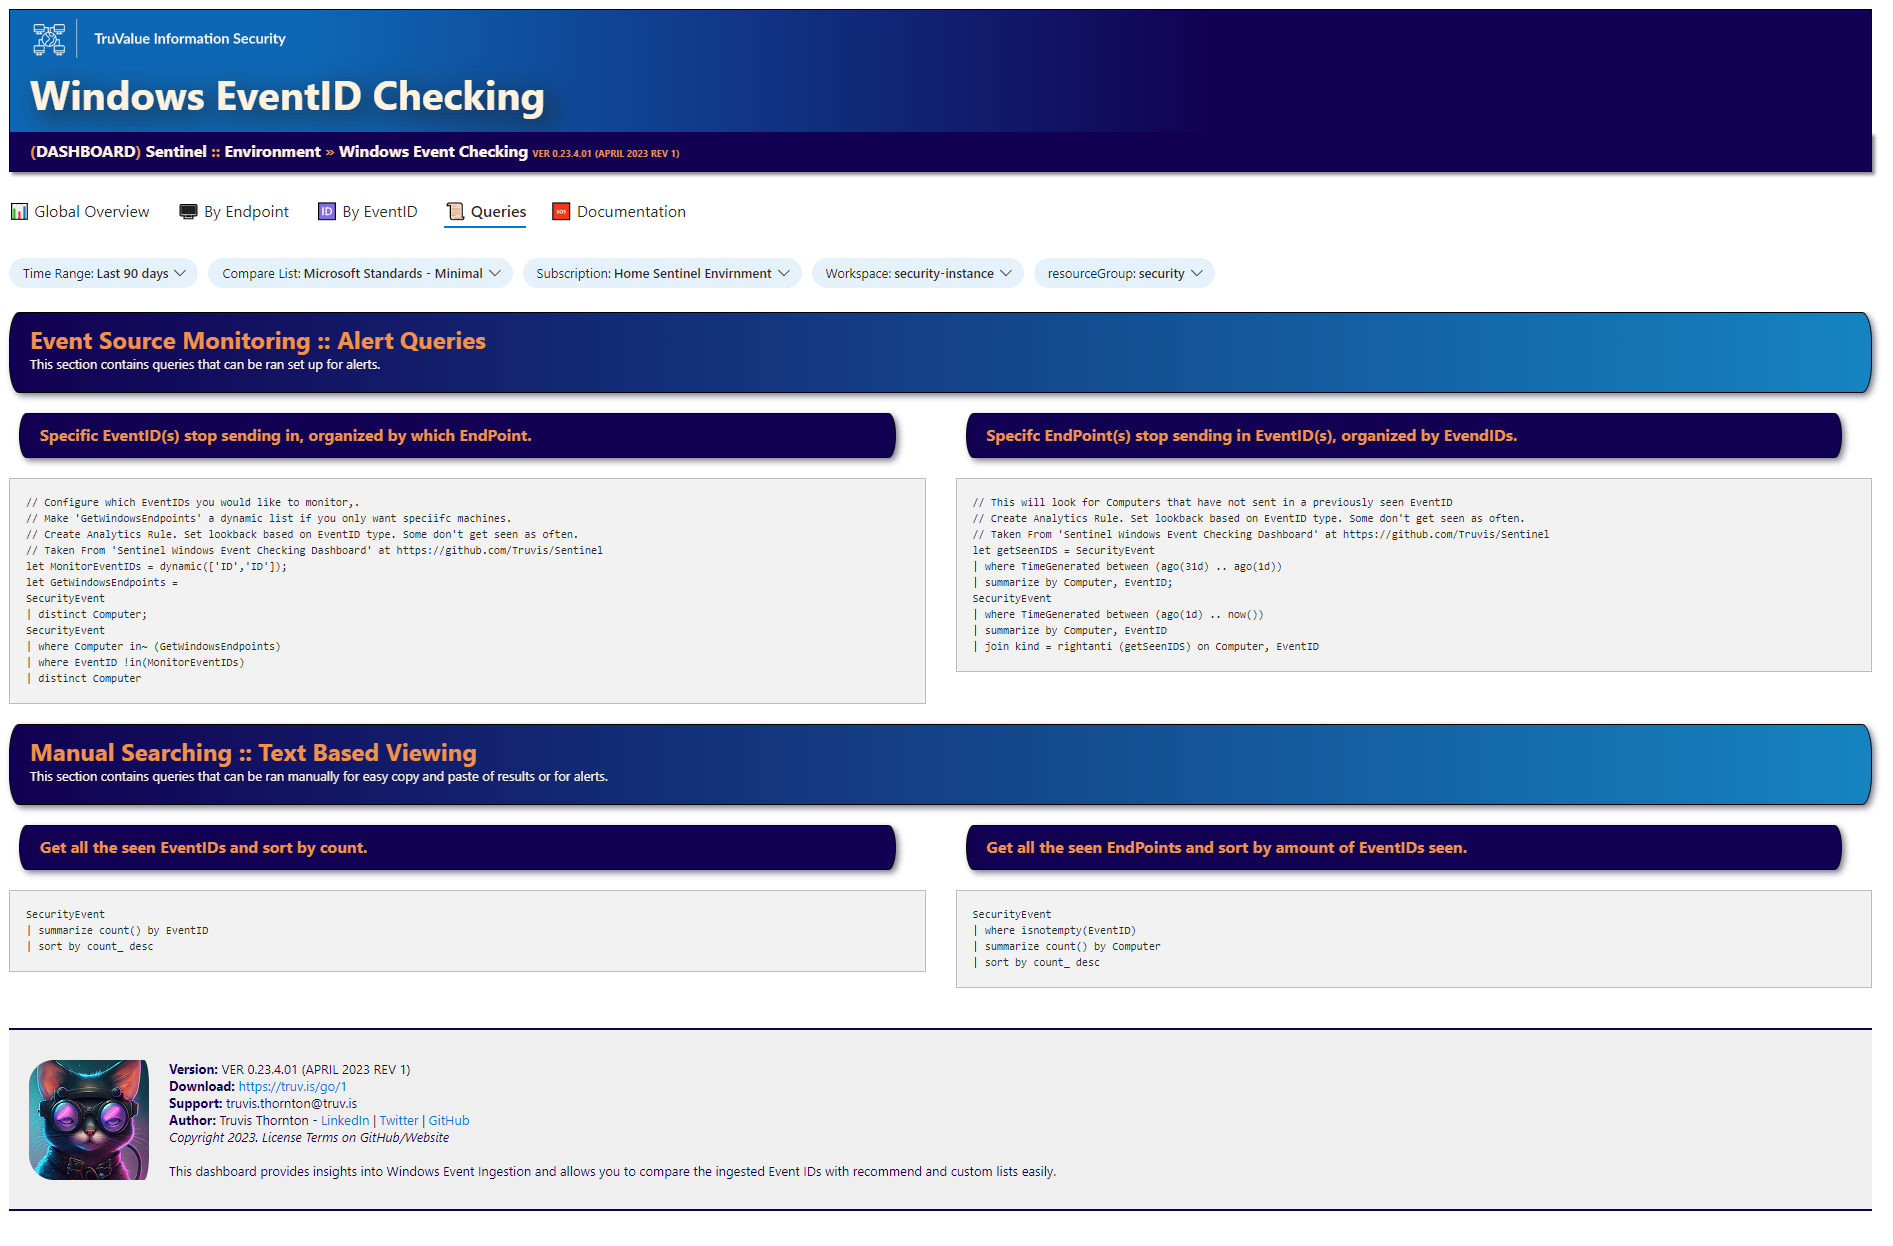 TruValue Information Security
Windows EventID Checking
(DASHBOARD) Sentinel :: Environment » Windows Event Checking VER 0.23.4.01 (APRIL 2023 REV 1)
Global Overview
By Endpoint
ID By EventID
Queries
SOS Documentation
Time Range: Last 90 days
Compare List: Microsoft Standards - Minimal
Subscription: Home Sentinel Envirnment
Workspace: security-instance
resourceGroup: security
Event Source Monitoring :: Alert Queries
This section contains queries that can be ran set up for alerts.
Specific EventID(s) stop sending in, organized by which EndPoint.
// Configure which EventIDs you would like to monitor,.
// Make 'GetWindowsEndpoints' a dynamic list if you only want speciifc machines.
// Create Analytics Rule. Set lookback based on EventID type. Some don't get seen as often.
// Taken From 'Sentinel Windows Event Checking Dashboard' at https://github.com/Truvis/Sentinel
let MonitorEventIDs = dynamic(['ID','ID']);
let GetWindowsEndpoints =
SecurityEvent
| distinct Computer;
SecurityEvent
| where Computer in~ (GetWindowsEndpoints)
| where EventID !in(MonitorEventIDs)
| distinct Computer
Specifc EndPoint(s) stop sending in EventID(s), organized by EvendIDs.
// This will look for Computers that have not sent in a previously seen EventID
// Create Analytics Rule. Set lookback based on EventID type. Some don't get seen as often.
// Taken From 'Sentinel Windows Event Checking Dashboard' at https://github.com/Truvis/Sentinel
let getSeenIDS = SecurityEvent
| where TimeGenerated between (ago(31d) .. ago(1d))
| summarize by Computer, EventID;
SecurityEvent
| where TimeGenerated between (ago(1d) .. now())
| summarize by Computer, EventID
| join kind = rightanti (getSeenIDS) on Computer, EventID
Manual Searching :: Text Based Viewing
This section contains queries that can be ran manually for easy copy and paste of results or for alerts.
Get all the seen EventIDs and sort by count.
SecurityEvent
| summarize count() by EventID
| sort by count_ desc
Get all the seen EndPoints and sort by amount of EventIDs seen.
SecurityEvent
| where isnotempty(EventID)
| summarize count() by Computer
| sort by count_ desc
Version: VER 0.23.4.01 (APRIL 2023 REV 1)
Download: https://truv.is/go/1
Support: truvis.thornton@truv.is
Author: Truvis Thornton - LinkedIn | Twitter | GitHub
Copyright 2023. License Terms on GitHub/Website
This dashboard provides insights into Windows Event Ingestion and allows you to compare the ingested Event IDs with recommend and custom lists easily.